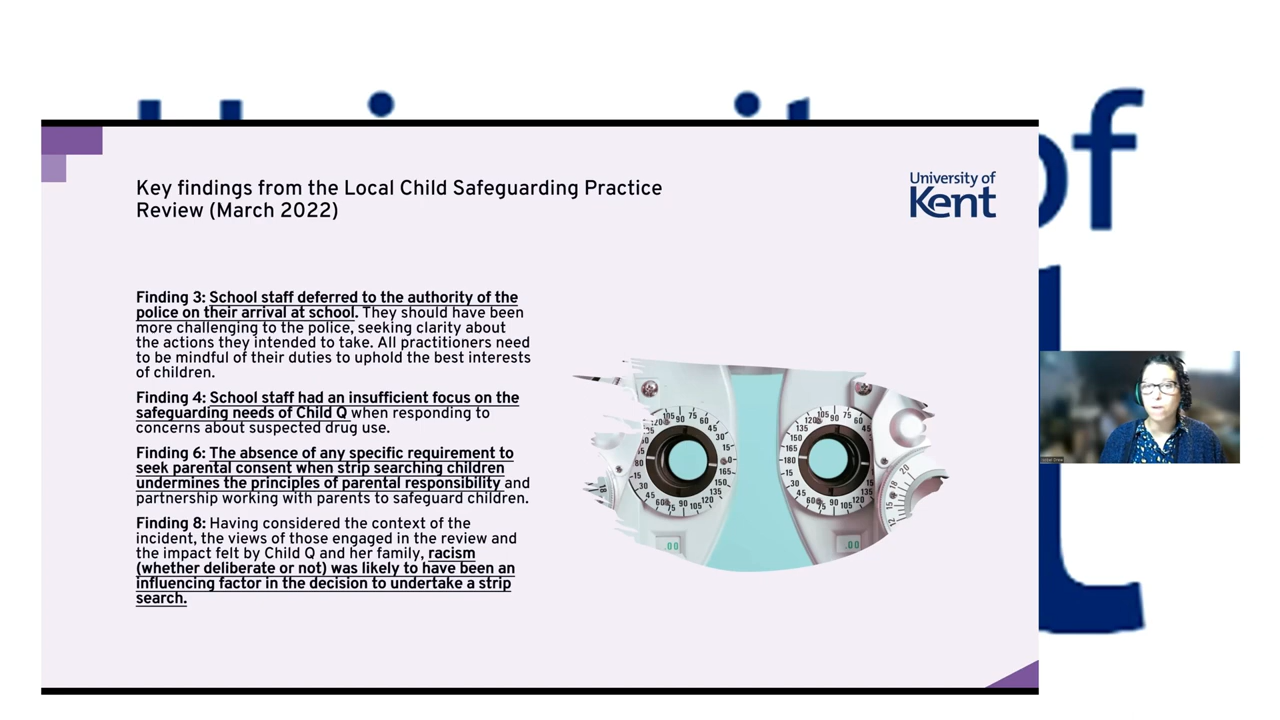 Key findings from the Local Child Safeguarding Practice
Review (March 2022)
University of
Kent
Finding 3: School staff deferred to the authority of the
police on their arrival at school. They should have been
more challenging to the police, seeking clarity about
the actions they intended to take. All practitioners need
to be mindful of their duties to uphold the best interests
of children.
Finding 4: School staff had an insufficient focus on the
safeguarding needs of Child Q when responding to
concerns about suspected drug use.
Finding 6: The absence of any specific requirement to
seek parental consent when strip searching children
undermines the principles of parental responsibility and
partnership working with parents to safeguard children.
Finding 8: Having considered the context of the
incident, the views of those engaged in the review and
the impact felt by Child Q and her family, racism
(whether deliberate or not) was likely to have been an
influencing factor in the decision to undertake a strip
search.
of